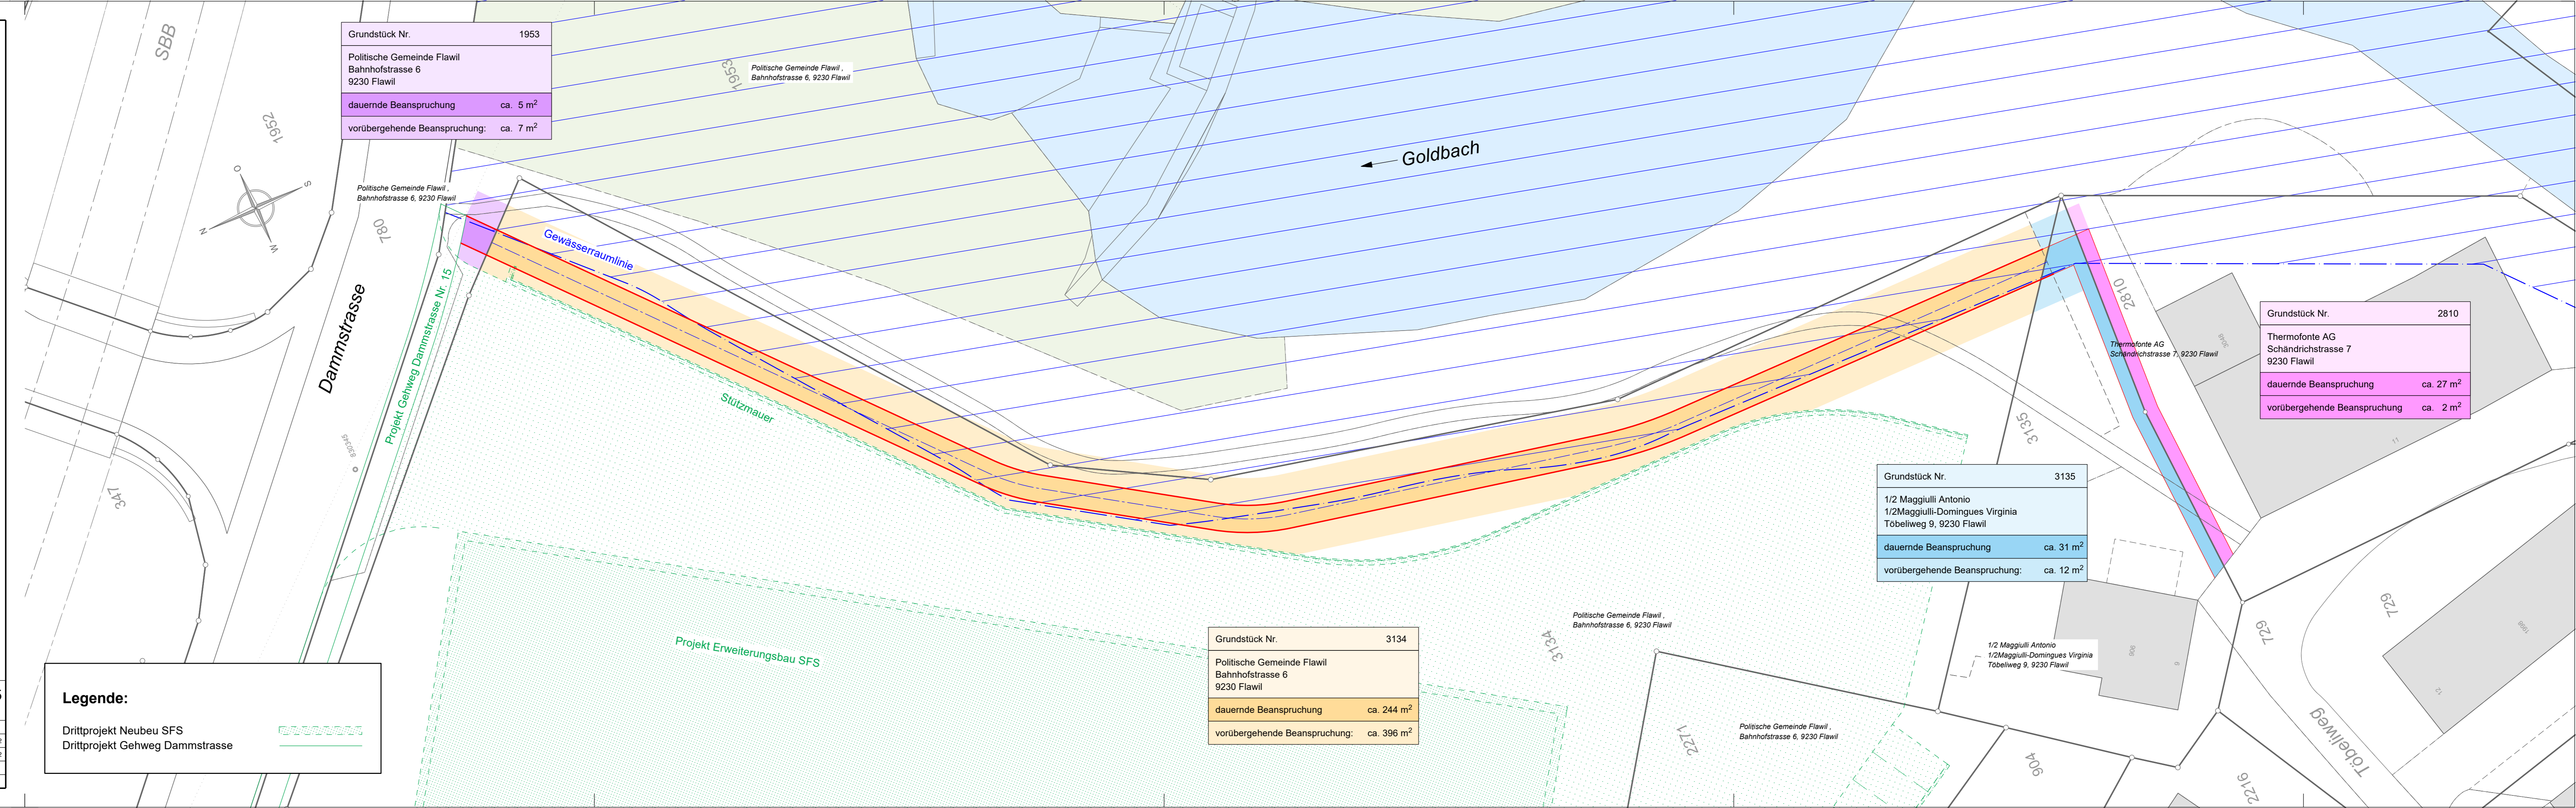 SBB
1952
Grundstück Nr. 1953
Politische Gemeinde Flawil
Bahnhofstrasse 6
9230 Flawil
dauernde Beanspruchung ca. 5 m²
vorübergehende Beanspruchung: ca. 7 m²
1953
Politische Gemeinde Flawil ,
Bahnhofstrasse 6, 9230 Flawil
Goldbach
O
S
N
W
Politische Gemeinde Flawil ,
Bahnhofstrasse 6, 9230 Flawil
780
Gewässerraumlinie
Dammstrasse
Projekt Gehweg Dammstrasse Nr. 15
Stützmauer
830345
347
2810
3046
Thermofonte AG
Schändrichstrasse 7, 9230 Flawil
11
Grundstück Nr. 2810
Thermofonte AG
Schändrichstrasse 7
9230 Flawil
dauernde Beanspruchung ca. 27 m²
vorübergehende Beanspruchung ca. 2 m²
3135
Grundstück Nr. 3135
1/2 Maggiulli Antonio
1/2Maggiulli-Domingues Virginia
Töbeliweg 9, 9230 Flawil
dauernde Beanspruchung ca. 31 m²
vorübergehende Beanspruchung: ca. 12 m²
Projekt Erweiterungsbau SFS
Grundstück Nr. 3134
Politische Gemeinde Flawil
Bahnhofstrasse 6
9230 Flawil
dauernde Beanspruchung ca. 244 m²
vorübergehende Beanspruchung: ca. 396 m²
3134
Politische Gemeinde Flawil ,
Bahnhofstrasse 6, 9230 Flawil
1/2 Maggiulli Antonio
1/2Maggiulli-Domingues Virginia
Töbeliweg 9, 9230 Flawil
906
9
729
729
1996
12
2271
Politische Gemeinde Flawil ,
Bahnhofstrasse 6, 9230 Flawil
904
2216
Töbeliweg
Legende:
Drittprojekt Neubeu SFS
Drittprojekt Gehweg Dammstrasse